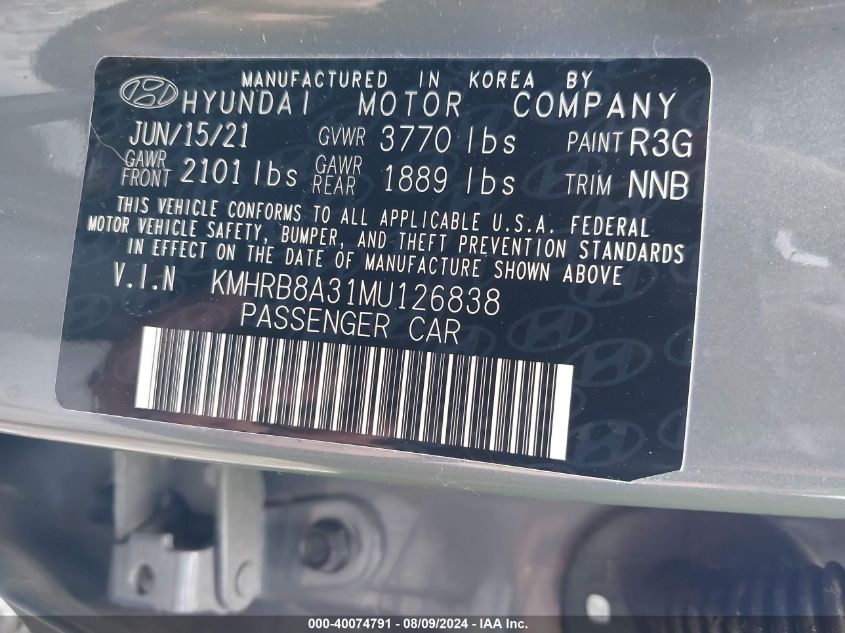 MANUFACTURED IN KOREA BY
HYUNDAI MOTOR COMPANY
JUN/15/21 GVWR 3770 lbs PAINT R3G
GAWR FRONT 2101 lbs GAWR REAR 1889 lbs TRIM NNB
THIS VEHICLE CONFORMS TO ALL APPLICABLE U.S.A. FEDERAL
MOTOR VEHICLE SAFETY, BUMPER, AND THEFT PREVENTION STANDARDS
IN EFFECT ON THE DATE OF MANUFACTURE SHOWN ABOVE
V.I.N KMHRB8A31MU126838
PASSENGER CAR
000-40074791 - 08/09/2024 - IAA Inc.